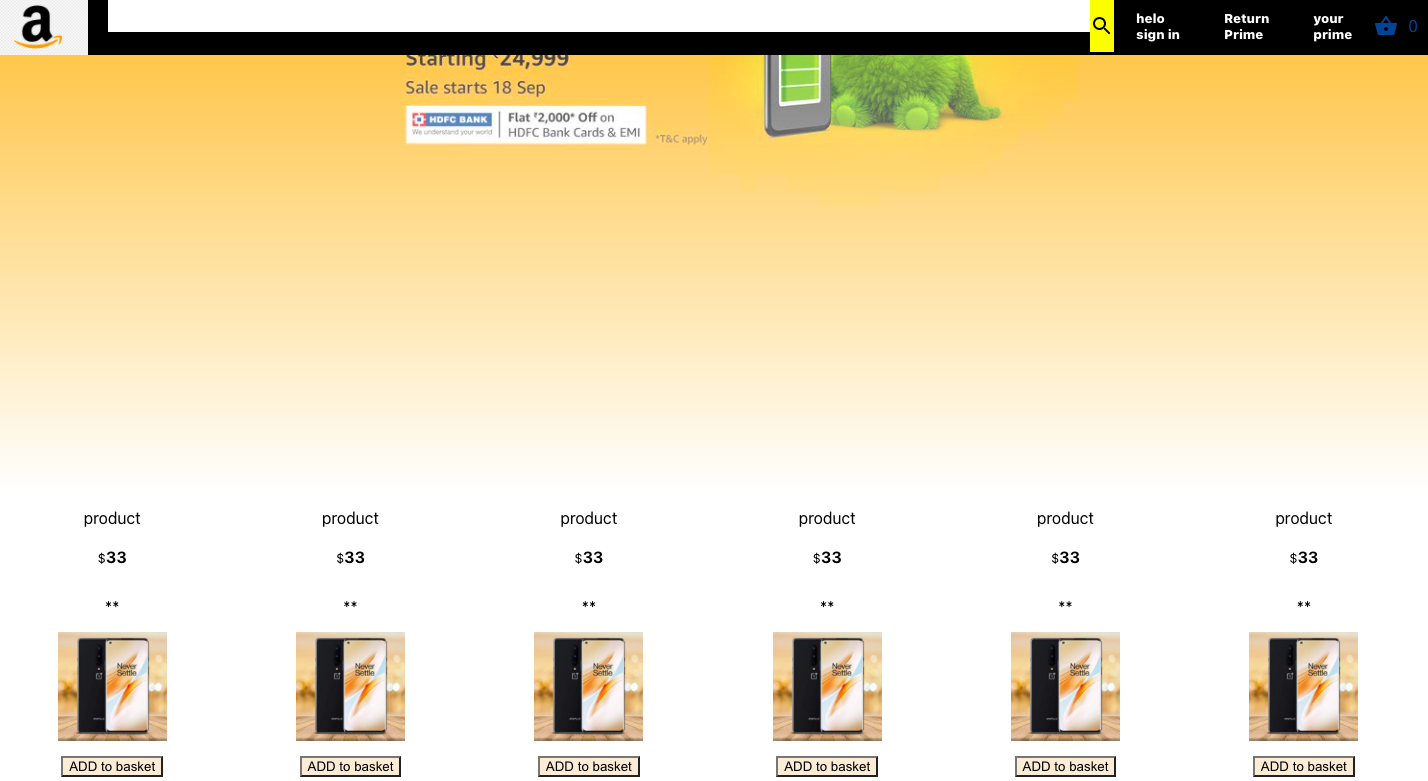 a
helo
sign in
Return
Prime
your
prime
0
Starting ₹24,999
Sale starts 18 Sep
HDFC BANK
We understand your world
Flat ₹2,000* Off on
HDFC Bank Cards & EMI
*T&C apply
product product product product product product
$33 $33 $33 $33 $33 $33
** ** ** ** ** **
Never Never Never Never Never Never
Settle Settle Settle Settle Settle Settle
ADD to basket ADD to basket ADD to basket ADD to basket ADD to basket ADD to basket